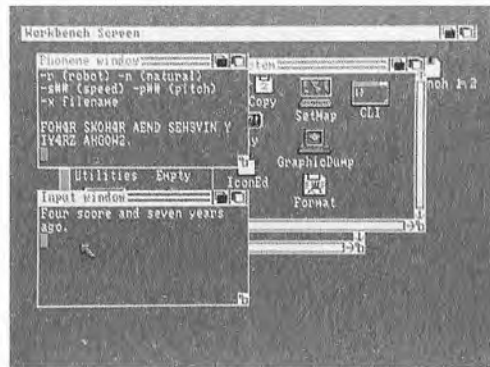 Workbench Screen
Phoneme window
-r (robot) -n (natural)
-s## (speed) -p## (pitch)
-x filename
FOH4R SKOH4R AEND SEH3VIN Y
IY4RZ AHGOW2.
Copy
SetMap
CLI
GraphicDump
IconEd
Format
Utilities
Empty
Input window
Four score and seven years
ago.